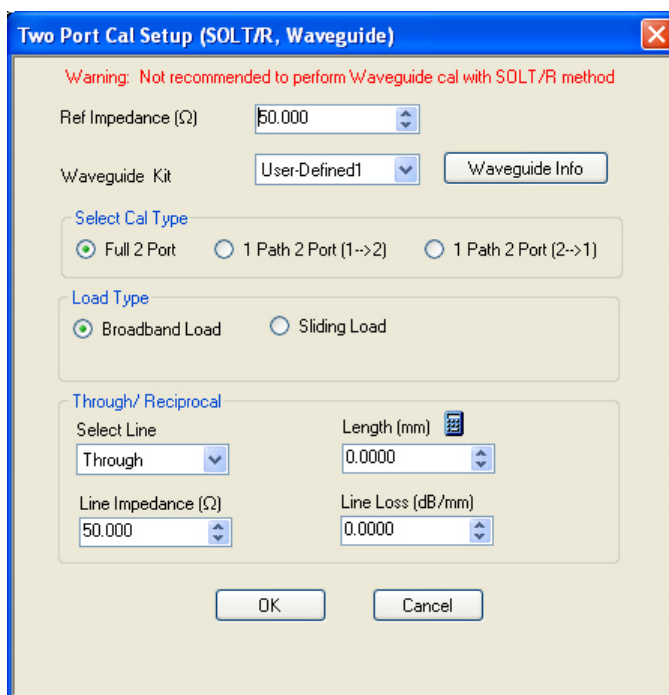 Two Port Cal Setup (SOLT/R, Waveguide)
Warning: Not recommended to perform Waveguide cal with SOLT/R method
Ref Impedance (Ω) 50.000
Waveguide Kit User-Defined1 Waveguide Info
Select Cal Type
Full 2 Port 1 Path 2 Port (1-->2) 1 Path 2 Port (2-->1)
Load Type
Broadband Load Sliding Load
Through/ Reciprocal
Select Line Length (mm)
Through 0.0000
Line Impedance (Ω) Line Loss (dB/mm)
50.000 0.0000
OK Cancel